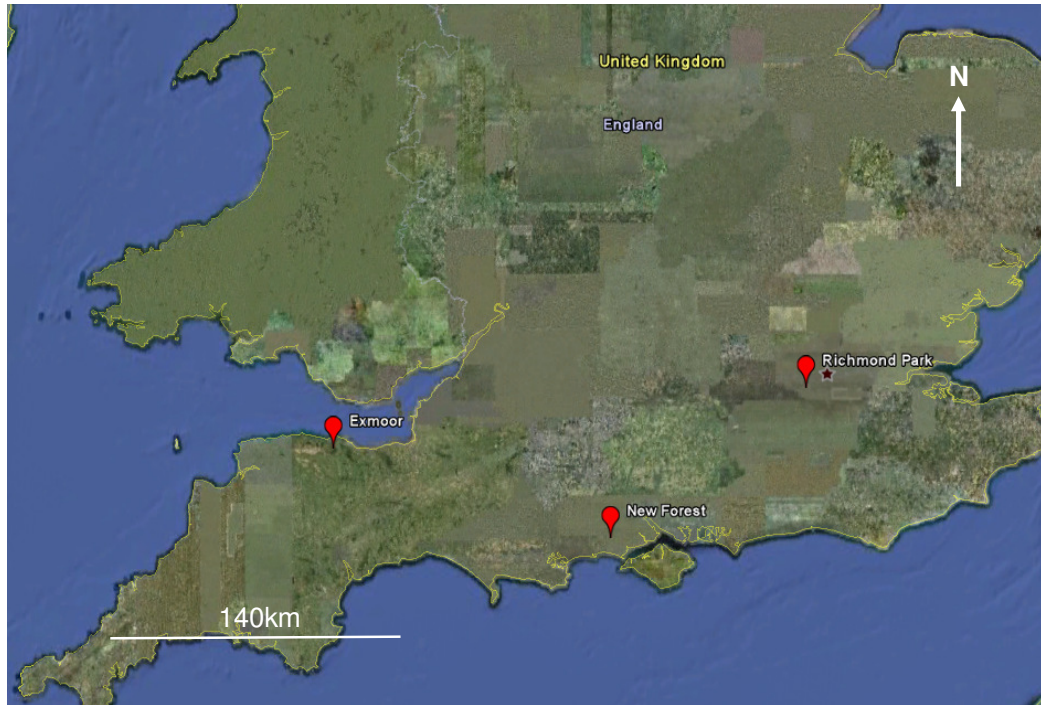 United Kingdom
N
England
Richmond Park
Exmoor
New Forest
140km